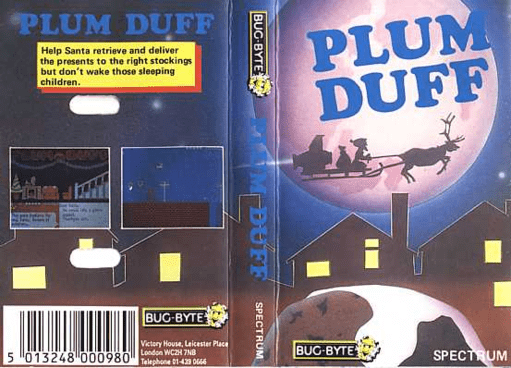 PLUM DUFF
Help Santa retrieve and deliver
the presents to the right stockings
but don't wake those sleeping
children.
5 013248 000980
BUG-BYTE
Victory House, Leicester Place
London WC2H 7NB
Telephone 01-439 0666
BUG-BYTE
PLUM DUFF
SPECTRUM
PLUM
DUFF
BUG-BYTE
SPECTRUM